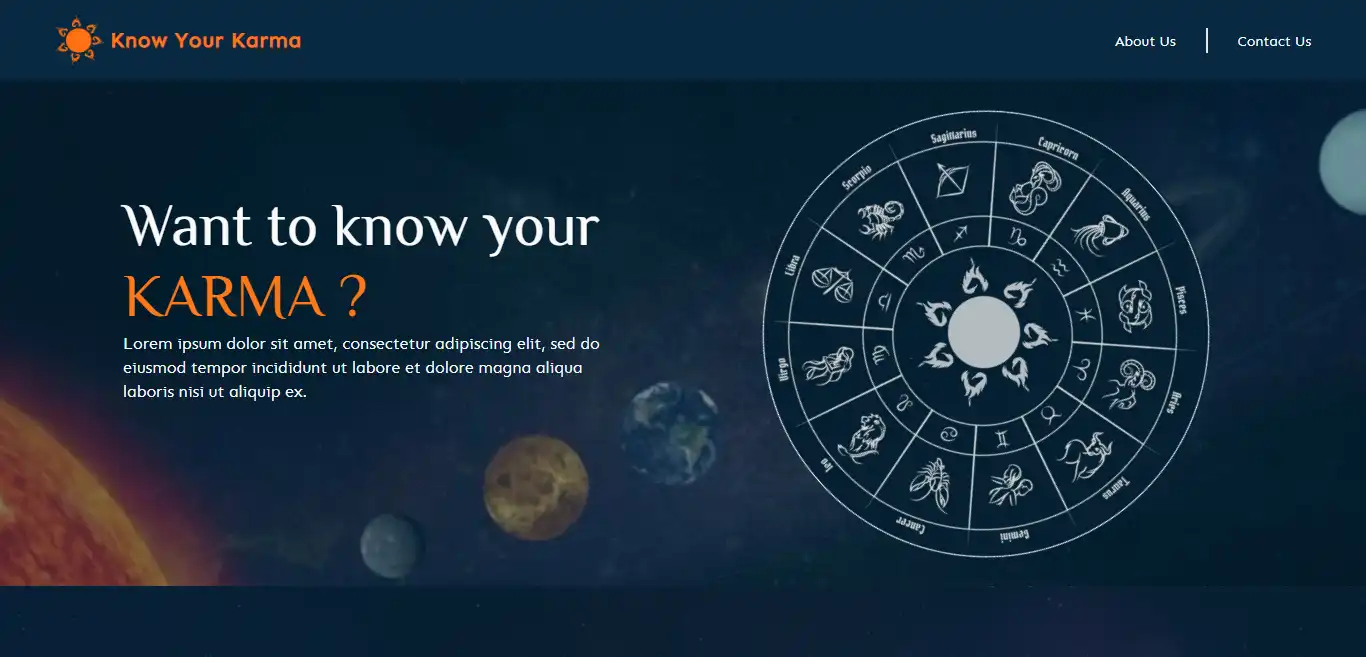 Know Your Karma
About Us
Contact Us
Want to know your
KARMA ?
Lorem ipsum dolor sit amet, consectetur adipiscing elit, sed do
eiusmod tempor incididunt ut labore et dolore magna aliqua
laboris nisi ut aliquip ex.
Sagittarius
Capricorn
Aquarius
Pisces
Aries
Taurus
Gemini
Cancer
Leo
Virgo
Libra
Scorpio